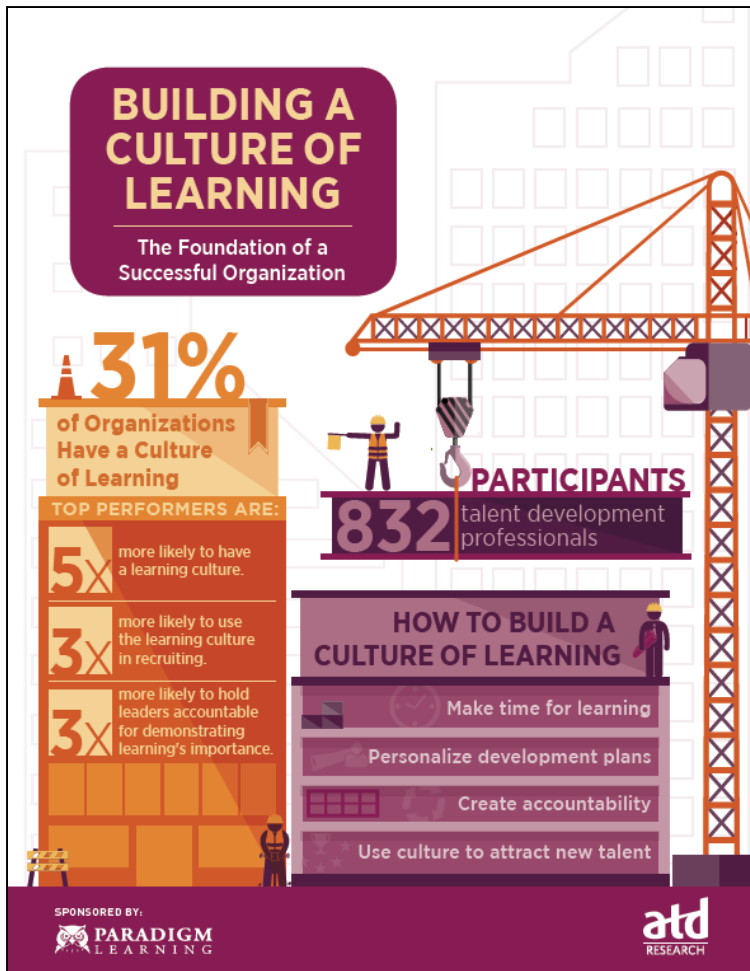 BUILDING A
CULTURE OF
LEARNING
The Foundation of a
Successful Organization
31%
of Organizations
Have a Culture
of Learning
TOP PERFORMERS ARE:
5X
more likely to have
a learning culture.
3X
more likely to use
the learning culture
in recruiting.
3X
more likely to hold
leaders accountable
for demonstrating
learning's importance.
PARTICIPANTS
832
talent development
professionals
HOW TO BUILD A
CULTURE OF LEARNING
Make time for learning
Personalize development plans
Create accountability
Use culture to attract new talent
SPONSORED BY:
PARADIGM
LEARNING
atd
RESEARCH